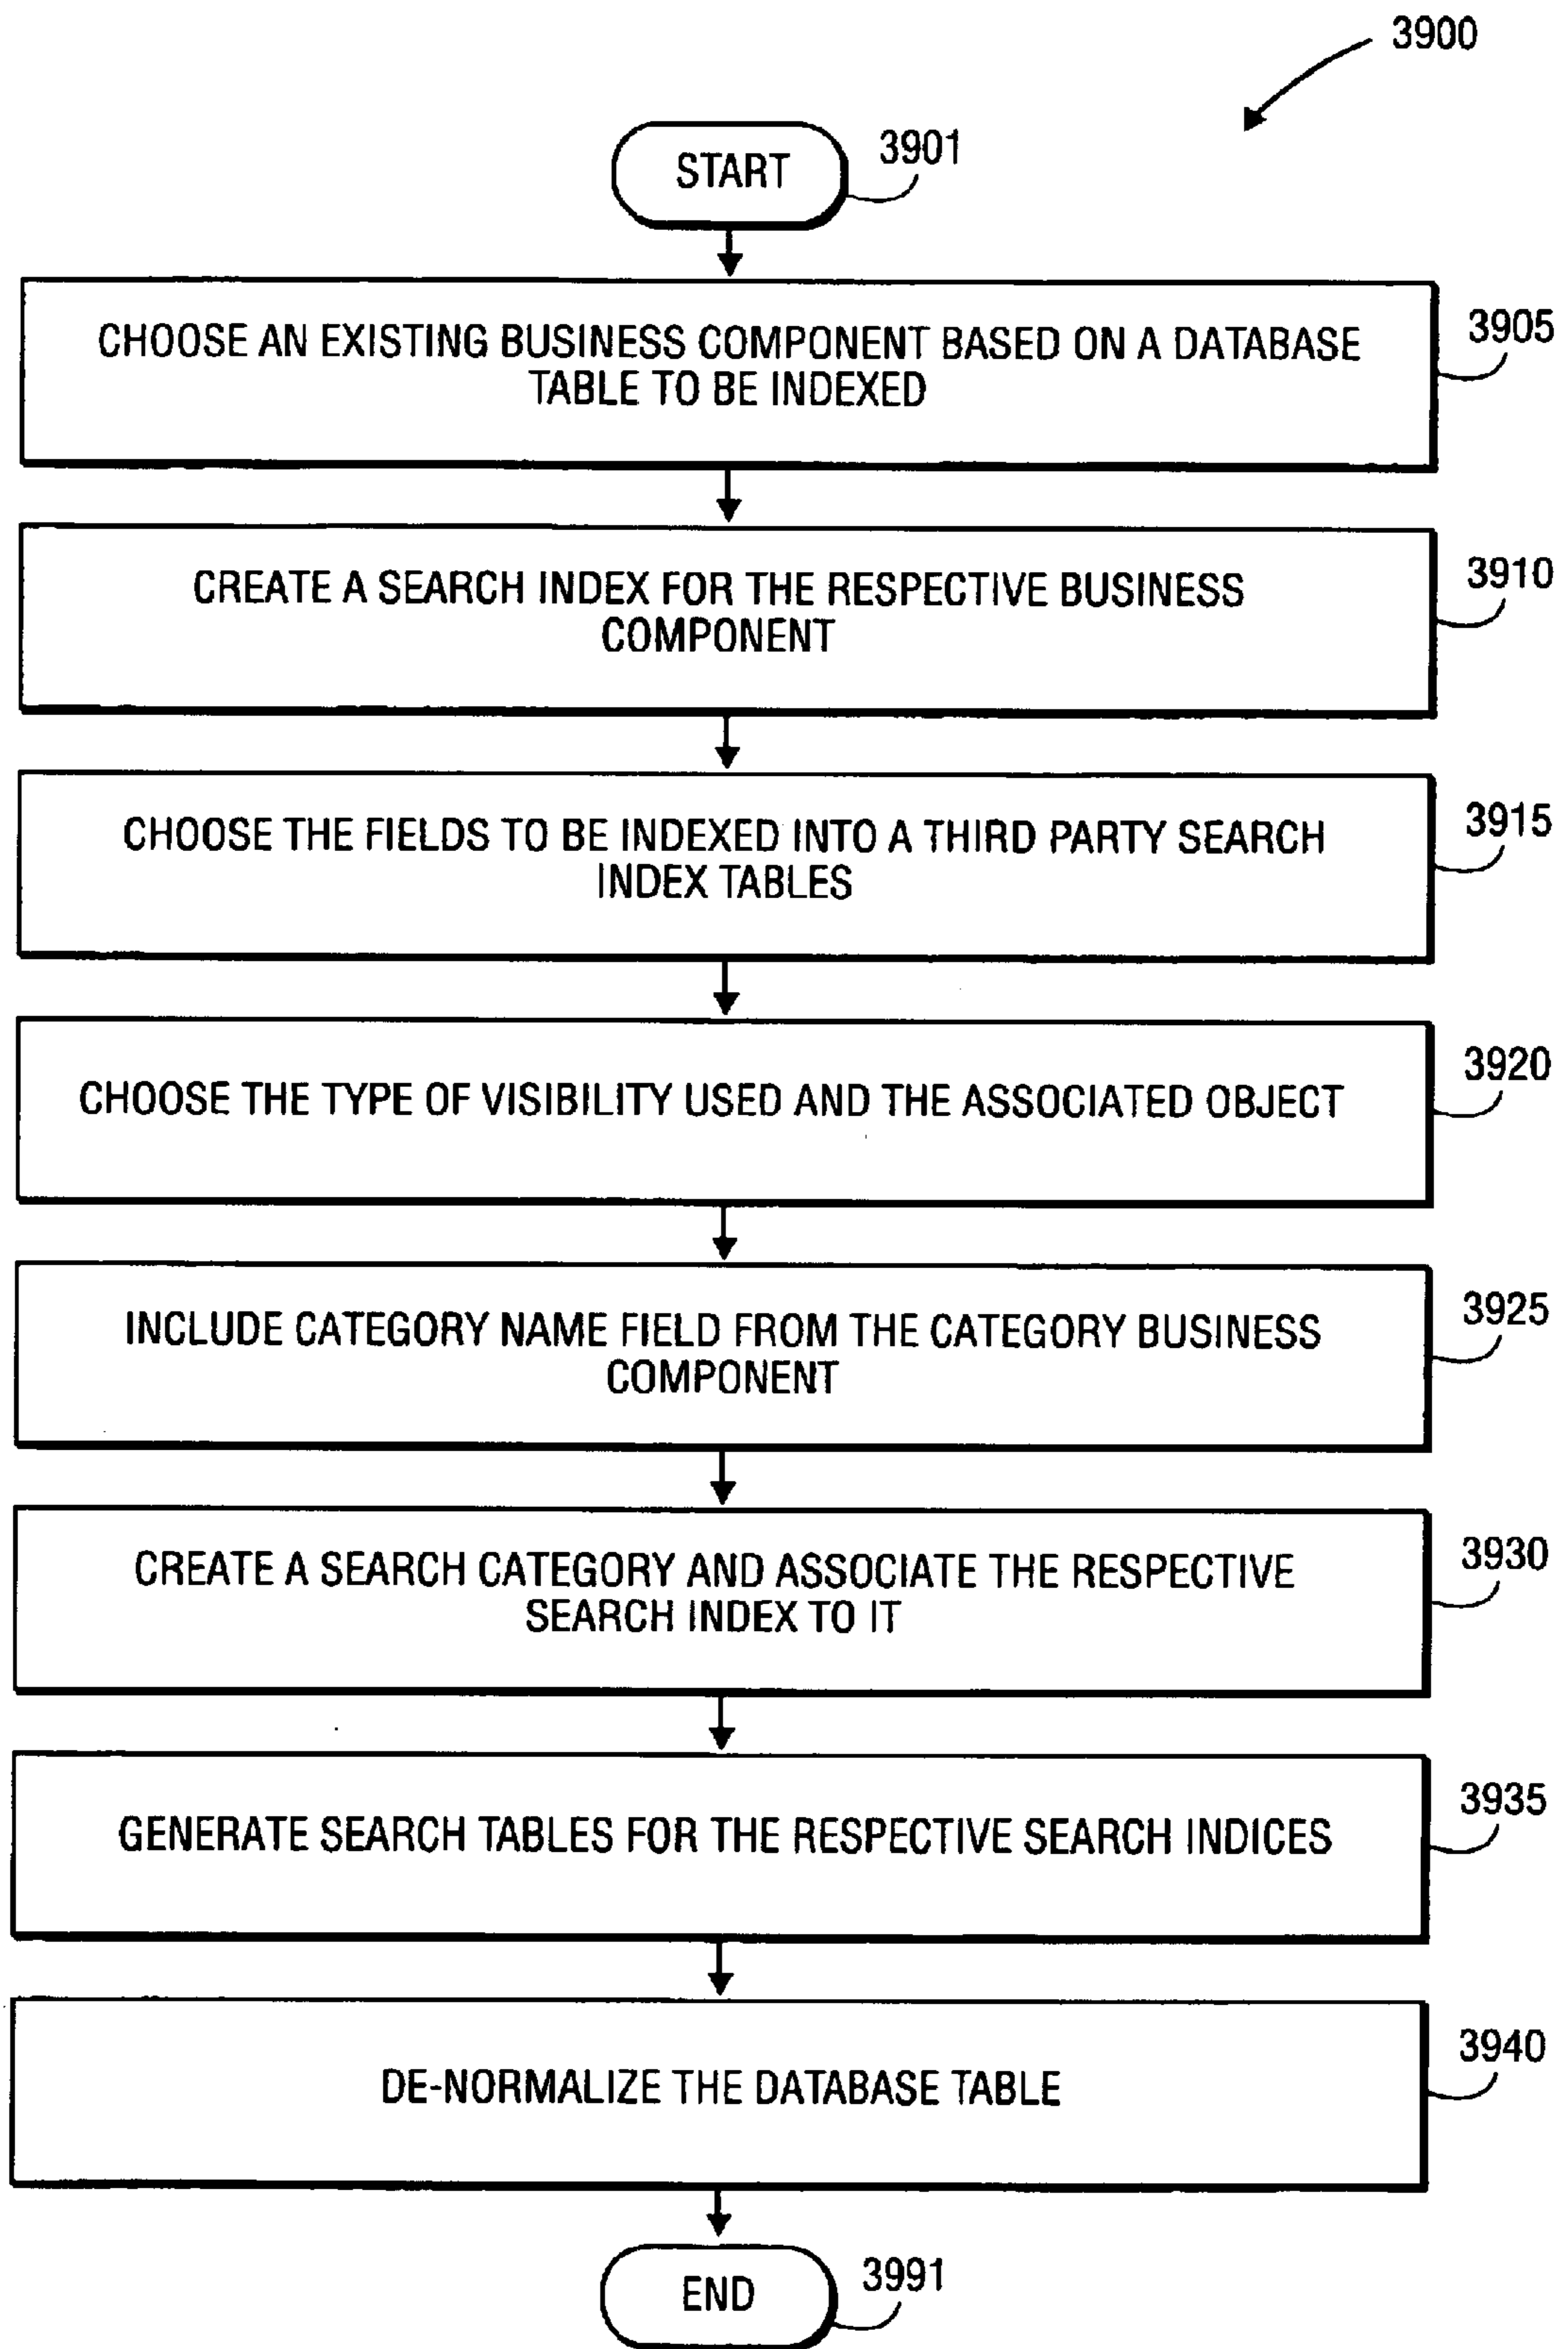 3900
START
3901
CHOOSE AN EXISTING BUSINESS COMPONENT BASED ON A DATABASE
TABLE TO BE INDEXED
3905
CREATE A SEARCH INDEX FOR THE RESPECTIVE BUSINESS
COMPONENT
3910
CHOOSE THE FIELDS TO BE INDEXED INTO A THIRD PARTY SEARCH
INDEX TABLES
3915
CHOOSE THE TYPE OF VISIBILITY USED AND THE ASSOCIATED OBJECT
3920
INCLUDE CATEGORY NAME FIELD FROM THE CATEGORY BUSINESS
COMPONENT
3925
CREATE A SEARCH CATEGORY AND ASSOCIATE THE RESPECTIVE
SEARCH INDEX TO IT
3930
GENERATE SEARCH TABLES FOR THE RESPECTIVE SEARCH INDICES
3935
DE-NORMALIZE THE DATABASE TABLE
3940
END
3991